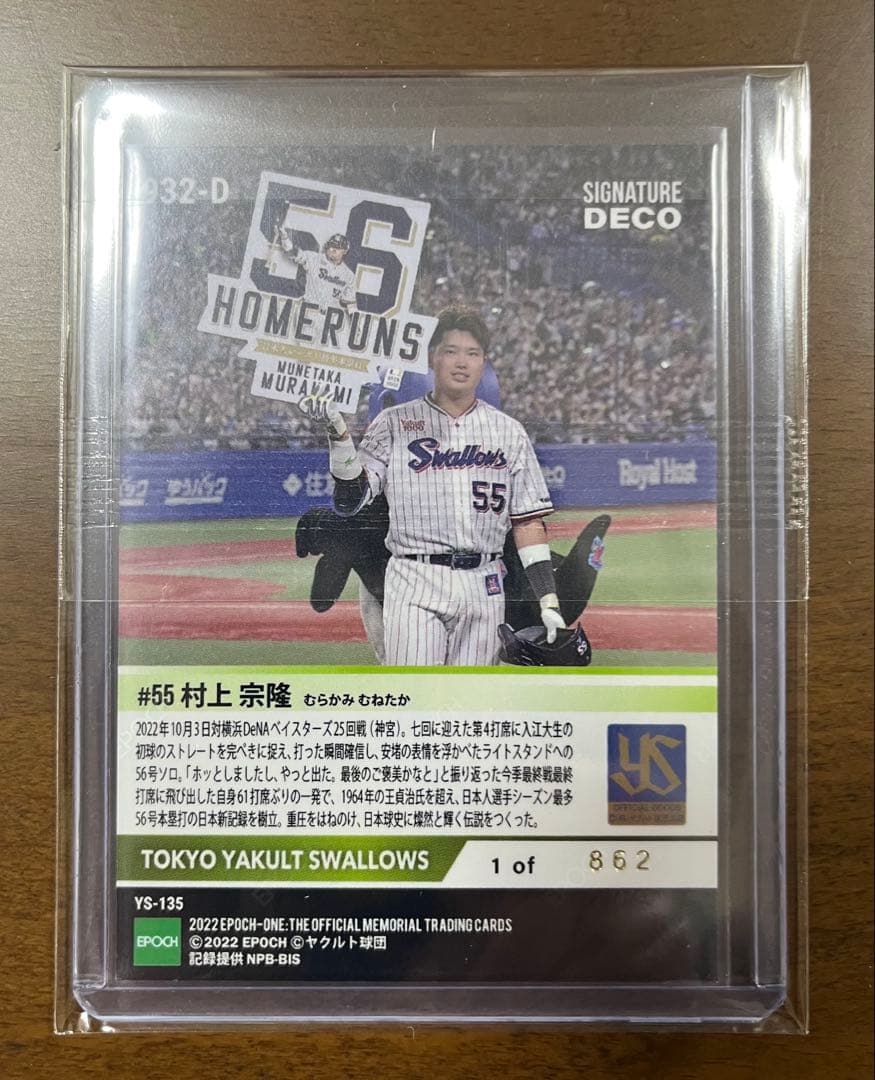 932-D
SIGNATURE
DECO
56
HOMERUNS
MUNETAKA
MURAKAMI
Yakult
1000
Swallows
55
ゆうパック
Royal Host
#55 村上 宗隆 むらかみ むねたか
2022年10月3日対横浜DeNAベイスターズ25回戦(神宮)。七回に迎えた第4打席に入江大生の
初球のストレートを完ぺきに捉え、打った瞬間確信し、安堵の表情を浮かべたライトスタンドへの
56号ソロ。「ホッとしましたし、やっと出た。最後のご褒美かなと」と振り返った今季最終戦最終
打席に飛び出した自身61打席ぶりの一発で、1964年の王貞治氏を超え、日本人選手シーズン最多
56号本塁打の日本新記録を樹立。重圧をはねのけ、日本球史に燦然と輝く伝説をつくった。
YS
OFFICIAL GOODS
TOKYO YAKULT SWALLOWS
1 of 862
YS-135
EPOCH
2022 EPOCH-ONE:THE OFFICIAL MEMORIAL TRADING CARDS
©2022 EPOCH ©ヤクルト球団
記録提供 NPB-BIS